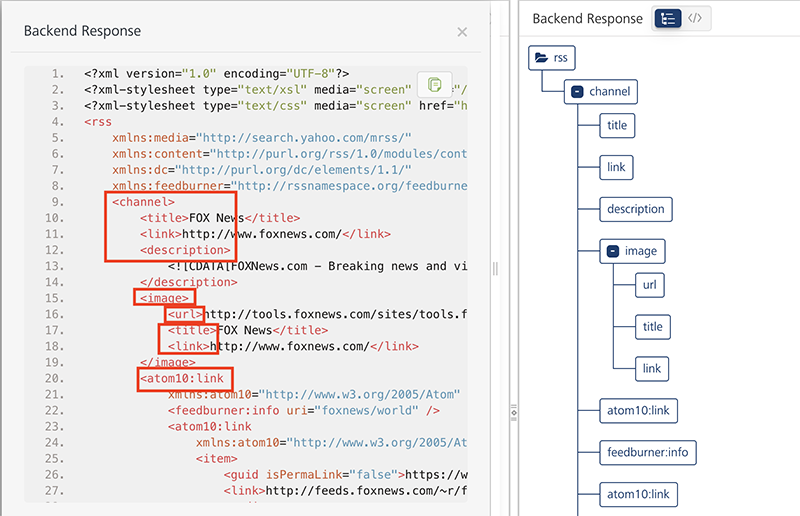 Backend Response
1. <?xml version="1.0" encoding="UTF-8"?>
2. <?xml-stylesheet type="text/xsl" media="screen" ="/
3. <?xml-stylesheet type="text/css" media="screen" href="h
4. <rss
5. xmlns:media="http://search.yahoo.com/mrss/"
6. xmlns:content="http://purl.org/rss/1.0/modules/cont
7. xmlns:dc="http://purl.org/dc/elements/1.1/"
8. xmlns:feedburner="http://rssnamespace.org/feedburne
9. <channel>
10. <title>FOX News</title>
11. <link>http://www.foxnews.com/</link>
12. <description>
13. <![CDATA[FOXNews.com – Breaking news and vi
14. </description>
15. <image>
16. <url>http://tools.foxnews.com/sites/tools.f
17. <title>FOX News</title>
18. <link>http://www.foxnews.com/</link>
19. </image>
20. <atom10:link
21. xmlns:atom10="http://www.w3.org/2005/Atom"
22. <feedburner:info uri="foxnews/world" />
23. <atom10:link
24. xmlns:atom10="http://www.w3.org/2005/At
25. <item>
26. <guid isPermaLink="false">https://w
27. <link>http://feeds.foxnews.com/~r/f
Backend Response </>
rss
channel
title
link
description
image
url
title
link
atom10:link
feedburner:info
atom10:link